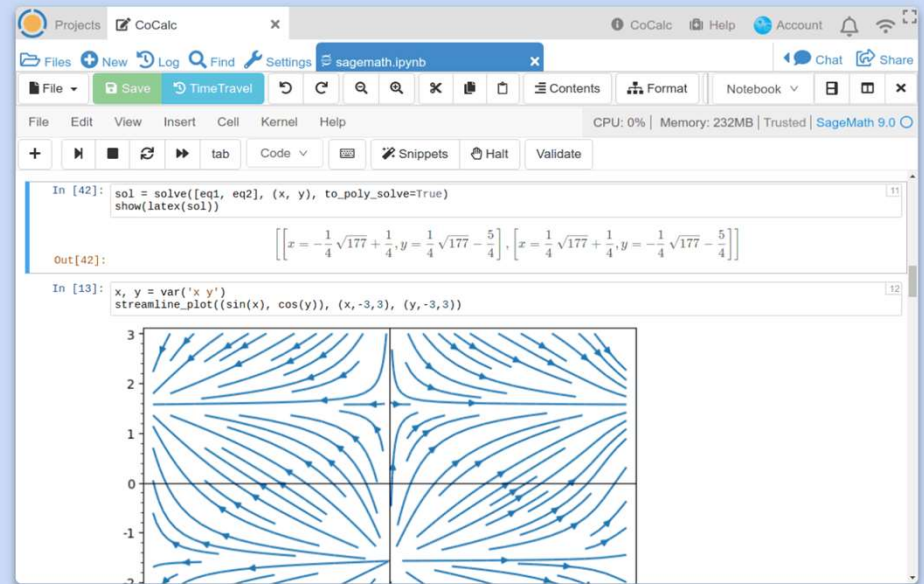 Projects CoCalc × CoCalc Help Account
Files New Log Find Settings sagemath.ipynb × Chat Share
File Save TimeTravel Contents Format Notebook ×
File Edit View Insert Cell Kernel Help CPU: 0% | Memory: 232MB | Trusted | SageMath 9.0
+ tab Code Snippets Halt Validate
In [42]: sol = solve([eq1, eq2], (x, y), to_poly_solve=True) 11
show(latex(sol))
Out[42]: [[x = -1/4 √177 + 1/4, y = 1/4 √177 - 5/4], [x = 1/4 √177 + 1/4, y = -1/4 √177 - 5/4]]
In [13]: x, y = var('x y') 12
streamline_plot((sin(x), cos(y)), (x,-3,3), (y,-3,3))
3
2
1
0
-1
-2